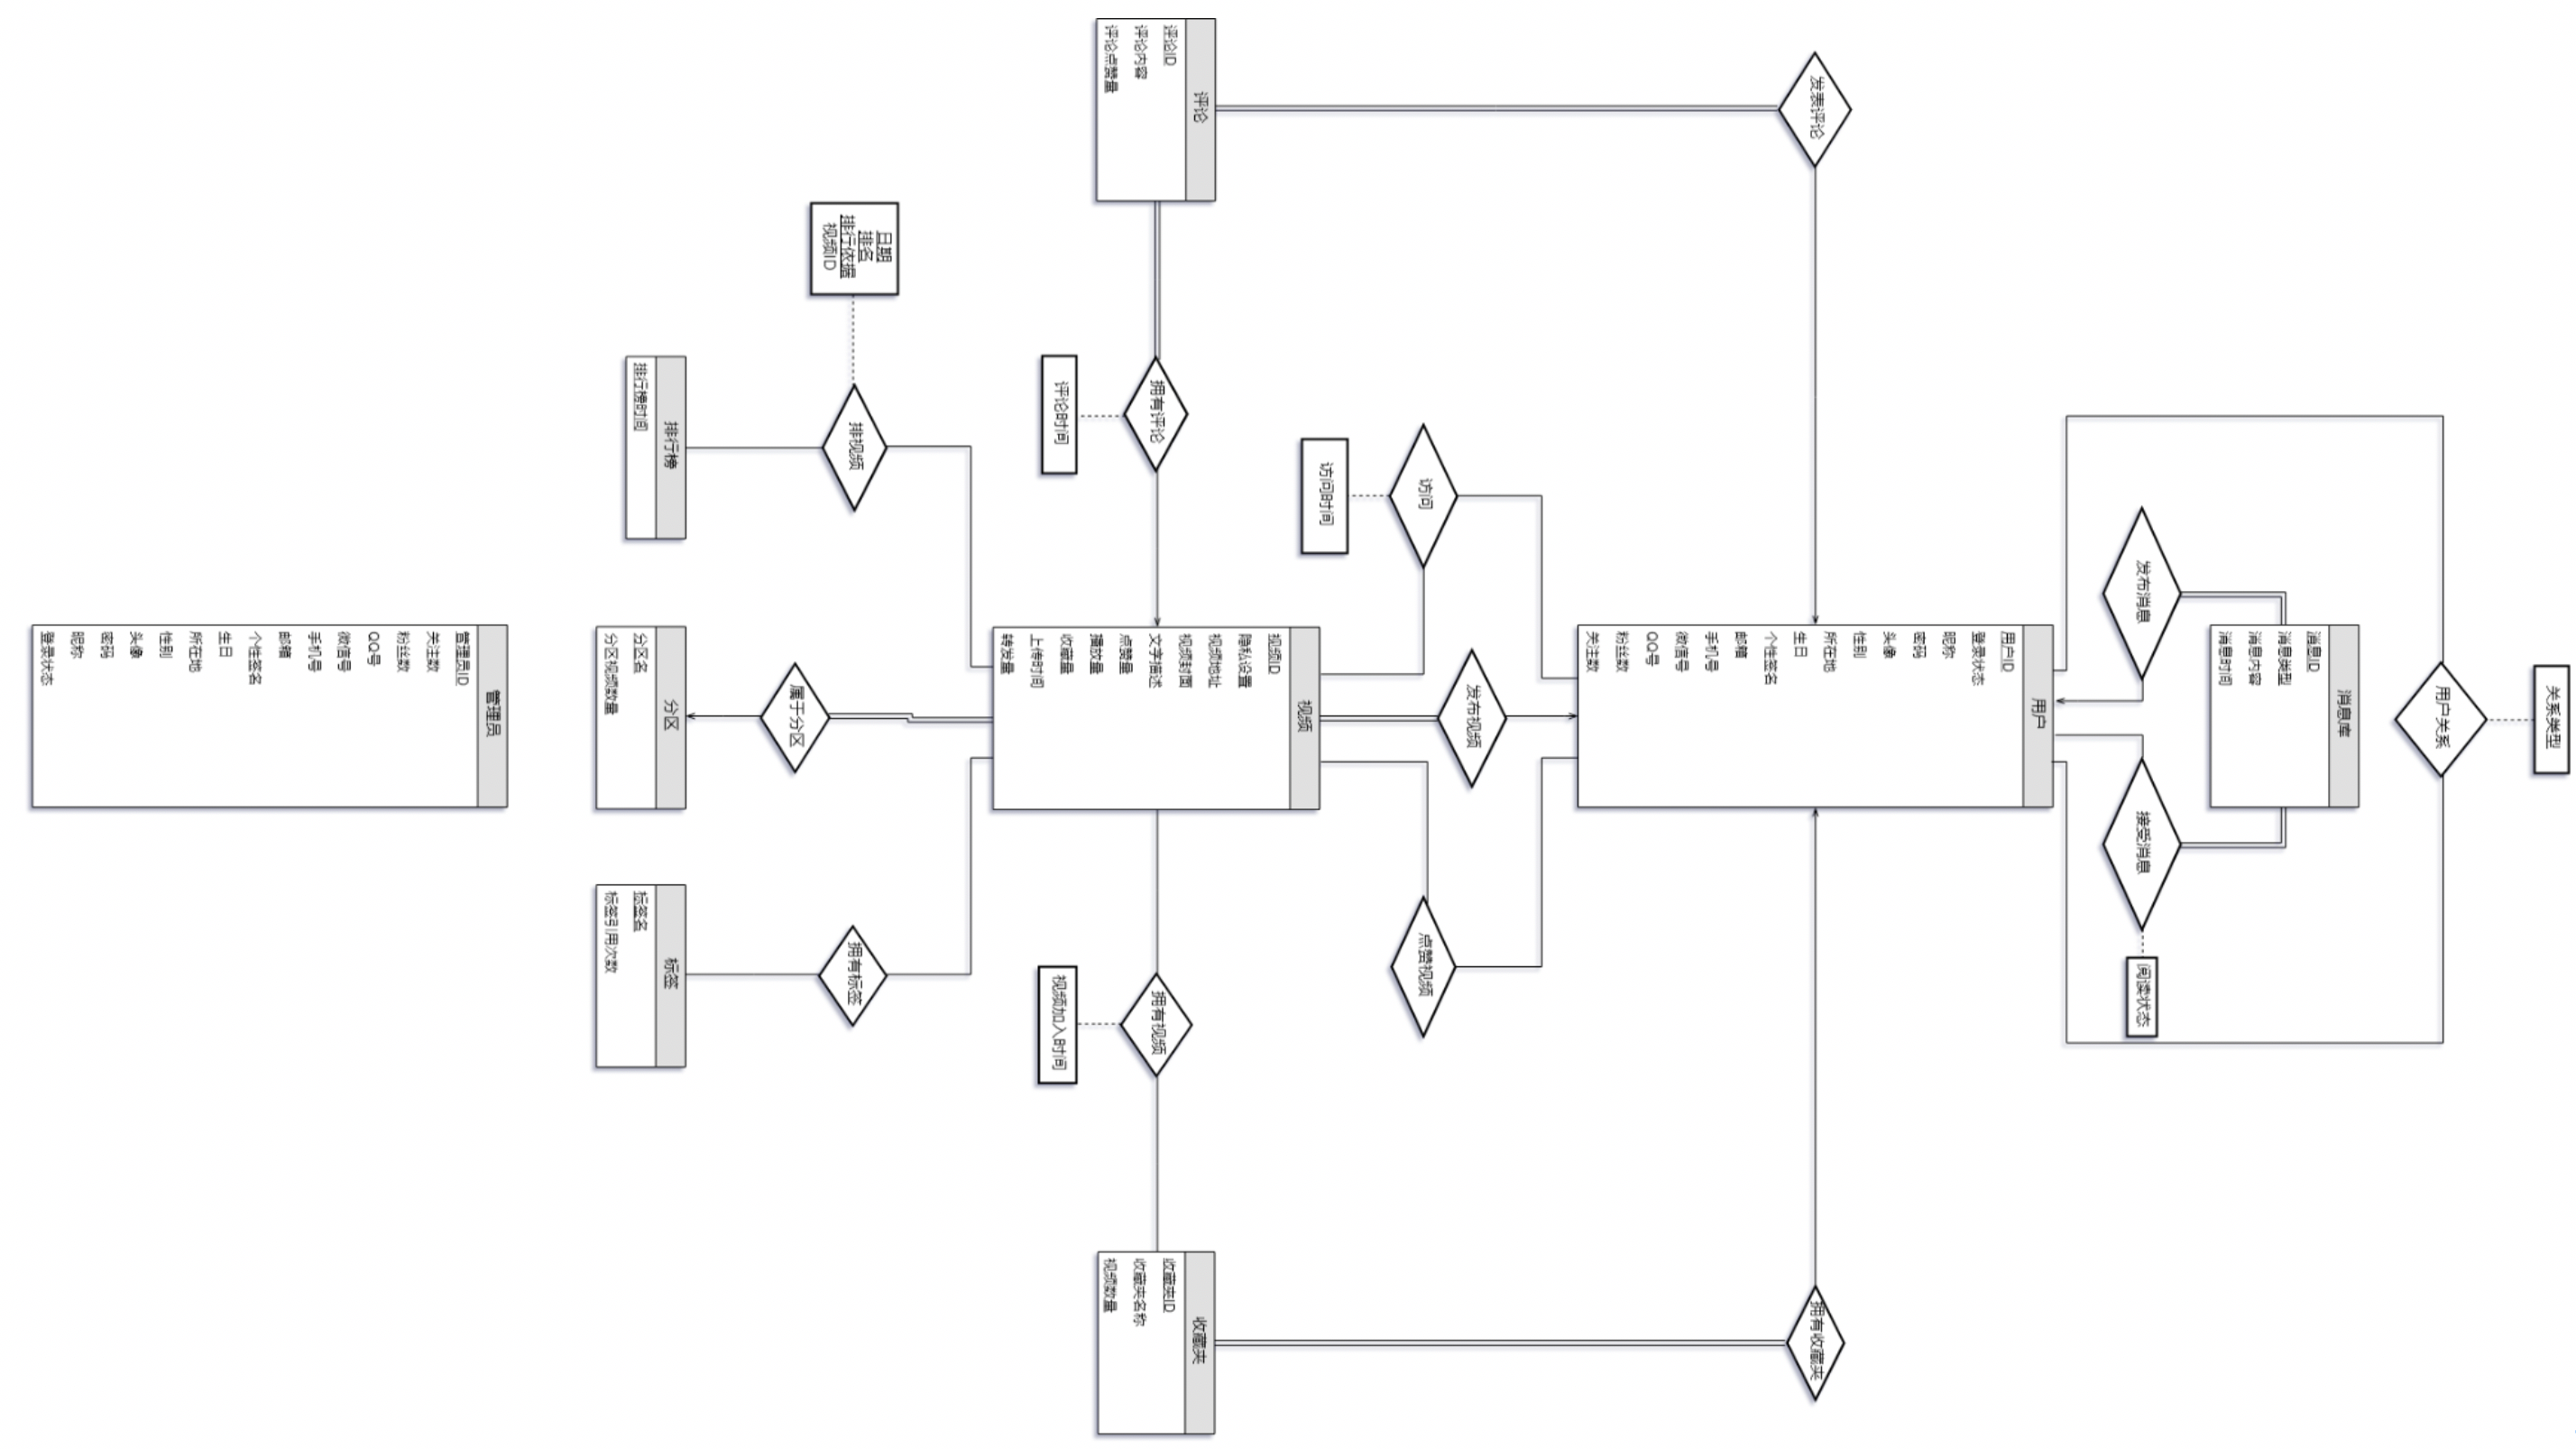 关系类型
用户关系
消息库
消息ID
消息类型
消息内容
消息时间
发布消息
接受消息
阅读状态
用户
用户ID
登录状态
昵称
密码
头像
性别
所在地
生日
个性签名
邮箱
手机号
微信号
QQ号
粉丝数
关注数
发表评论
拥有收藏夹
发布视频
访问
访问时间
点赞视频
视频
视频ID
隐私设置
视频地址
视频封面
文字描述
点赞量
播放量
收藏量
上传时间
转发量
评论
评论ID
评论内容
评论点赞量
拥有评论
评论时间
拥有视频
视频加入时间
收藏夹
收藏夹ID
收藏夹名称
视频数量
日期
排名
排行依据
视频ID
排视频
属于分区
拥有标签
排行榜
排行榜时间
分区
分区名
分区视频数量
标签
标签名
标签引用次数
管理员
管理员ID
关注数
粉丝数
QQ号
微信号
手机号
邮箱
个性签名
生日
所在地
性别
头像
密码
昵称
登录状态